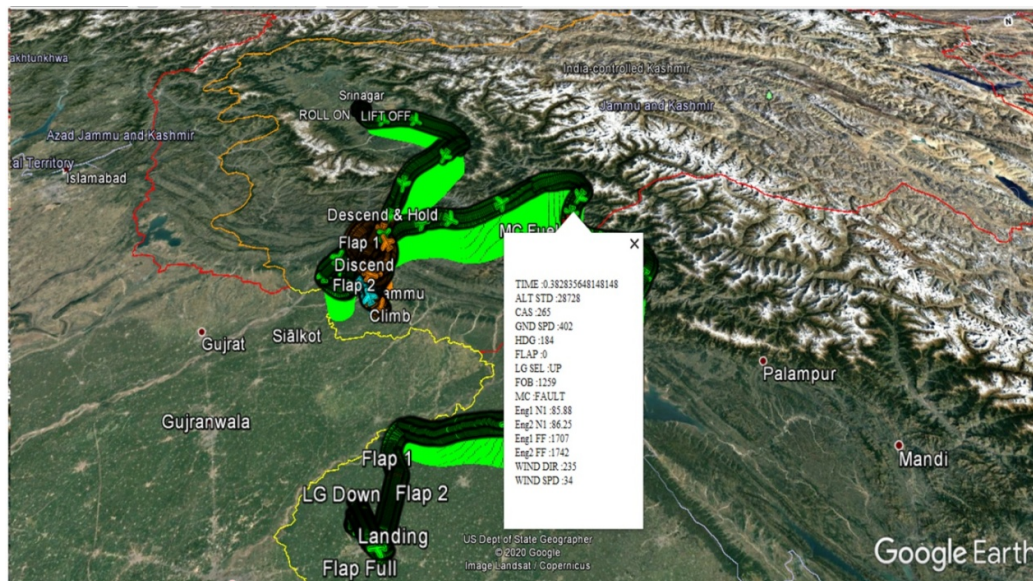 N
akhtunkhwa
India-controlled Kashmir
Srinagar
ROLL ON
LIFT OFF
Jammu and Kashmir
Azad Jammu and Kashmir
al Territory
Islamabad
Descend & Hold
MC Fuel
Flap 1
Discend
Flap 2
ammu
Climb
Gujrat
Siālkot
Palampur
Gujranwala
Mandi
TIME :0.382835648148148
ALT STD :28728
CAS :265
GND SPD :402
HDG :184
FLAP :0
LG SEL :UP
FOB :1259
MC :FAULT
Eng1 N1 :85.88
Eng2 N1 :86.25
Eng1 FF :1707
Eng2 FF :1742
WIND DIR :235
WIND SPD :34
Flap 1
LG Down
Flap 2
Landing
Flap Full
US Dept of State Geographer
© 2020 Google
Image Landsat / Copernicus
Google Earth